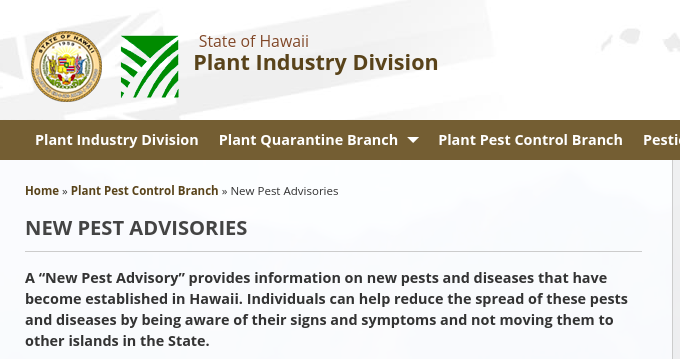 STATE OF HAWAII
1959
State of Hawaii
Plant Industry Division
Plant Industry Division Plant Quarantine Branch Plant Pest Control Branch Pesti
Home » Plant Pest Control Branch » New Pest Advisories
NEW PEST ADVISORIES
A “New Pest Advisory” provides information on new pests and diseases that have
become established in Hawaii. Individuals can help reduce the spread of these pests
and diseases by being aware of their signs and symptoms and not moving them to
other islands in the State.